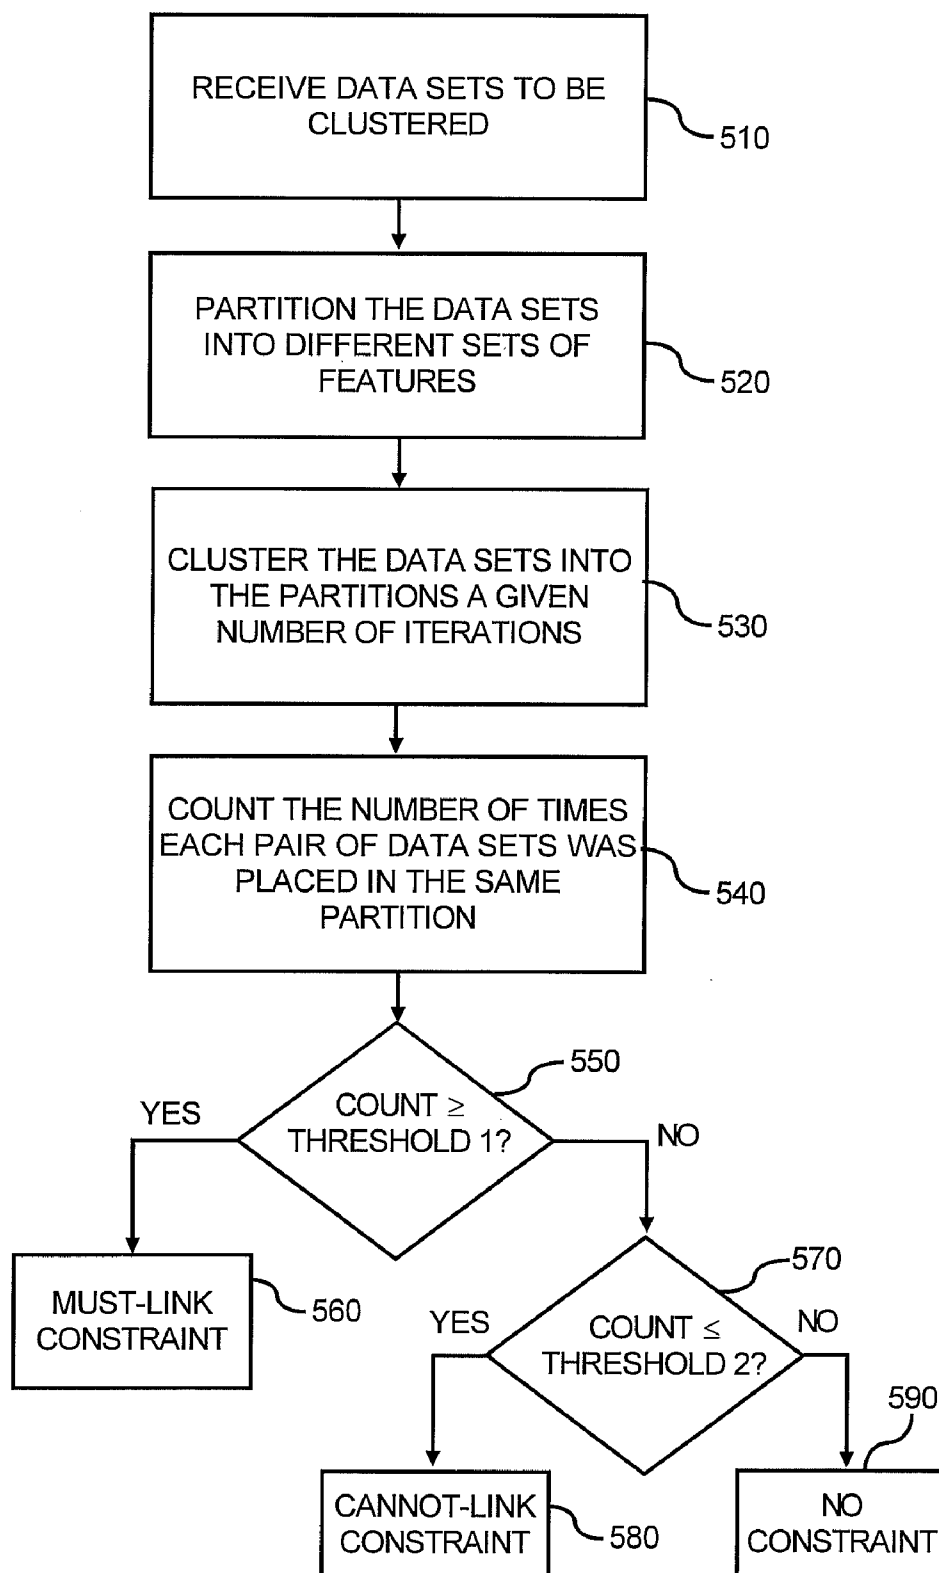 RECEIVE DATA SETS TO BE
CLUSTERED
510
PARTITION THE DATA SETS
INTO DIFFERENT SETS OF
FEATURES
520
CLUSTER THE DATA SETS INTO
THE PARTITIONS A GIVEN
NUMBER OF ITERATIONS
530
COUNT THE NUMBER OF TIMES
EACH PAIR OF DATA SETS WAS
PLACED IN THE SAME
PARTITION
540
550
COUNT ≥
THRESHOLD 1?
YES
NO
MUST-LINK
CONSTRAINT
560
570
COUNT ≤
THRESHOLD 2?
YES
NO
590
CANNOT-LINK
CONSTRAINT
580
NO
CONSTRAINT